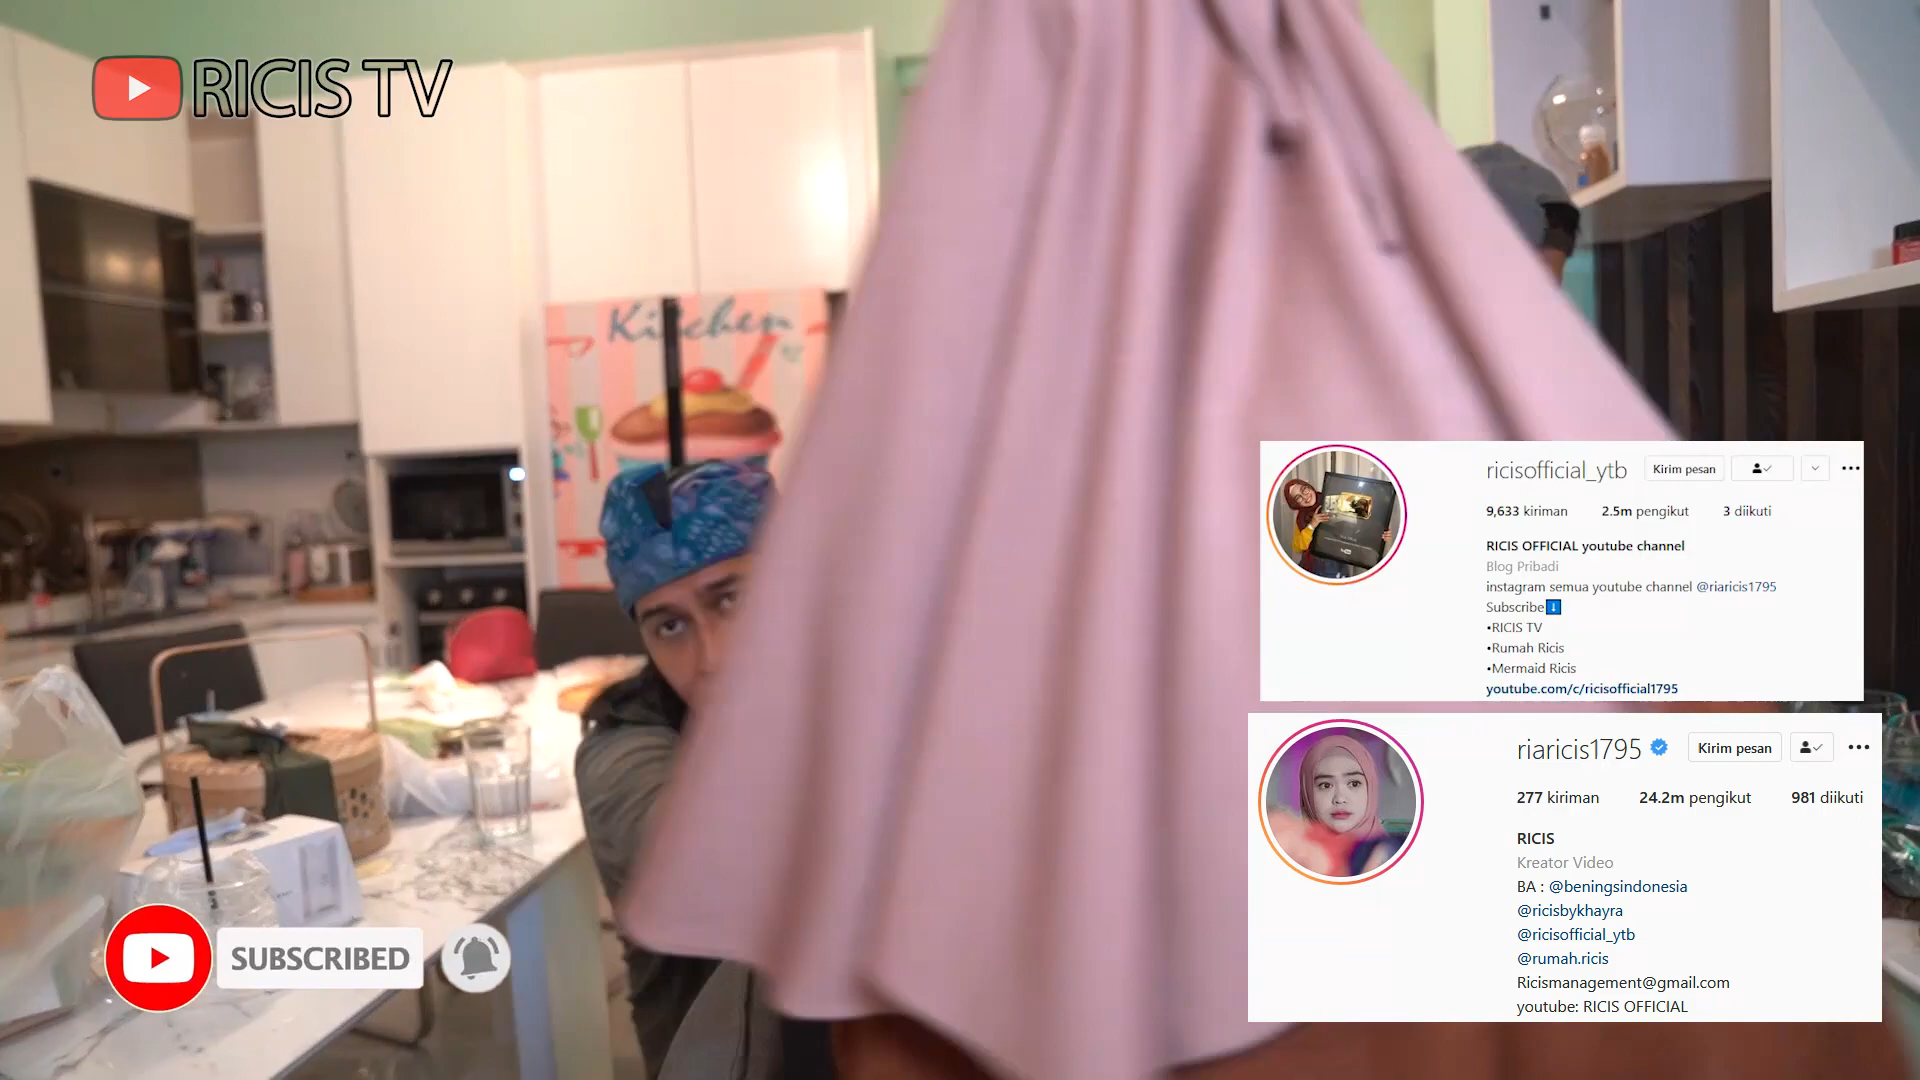 RICIS TV
Kitchen
ricisofficial_ytb Kirim pesan
9,633 kiriman 2.5m pengikut 3 diikuti
RICIS OFFICIAL youtube channel
Blog Pribadi
instagram semua youtube channel @riaricis1795
Subscribe⬇
•RICIS TV
•Rumah Ricis
•Mermaid Ricis
youtube.com/c/ricisofficial1795
riaricis1795 Kirim pesan
277 kiriman 24.2m pengikut 981 diikuti
RICIS
Kreator Video
BA : @beningsindonesia
@ricisbykhayra
@ricisofficial_ytb
@rumah.ricis
Ricismanagement@gmail.com
youtube: RICIS OFFICIAL
SUBSCRIBED